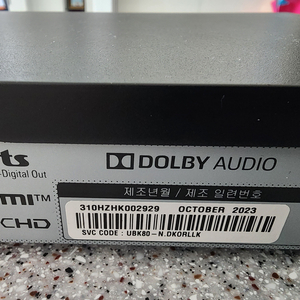 ts
-Digital Out
DOLBY AUDIO
mi™
CHD
제조년월 / 제조 일련번호
310HZHK002929 OCTOBER 2023
SVC CODE : UBK80-N.DKORLLK